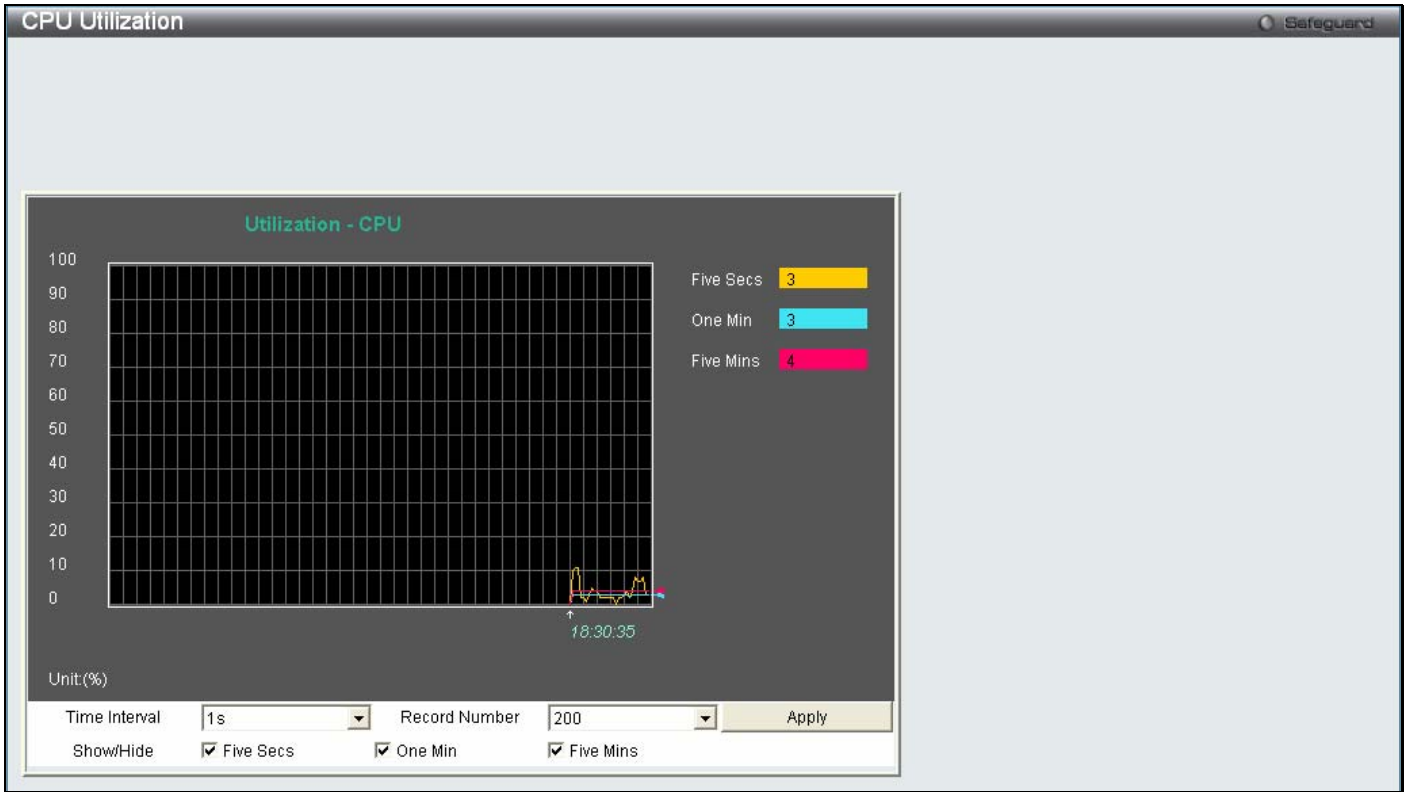 CPU Utilization
Safeguard
Utilization - CPU
100
90
80
70
60
50
40
30
20
10
0
Five Secs 3
One Min 3
Five Mins 4
18:30:35
Unit:(%)
Time Interval 1s Record Number 200 Apply
Show/Hide Five Secs One Min Five Mins